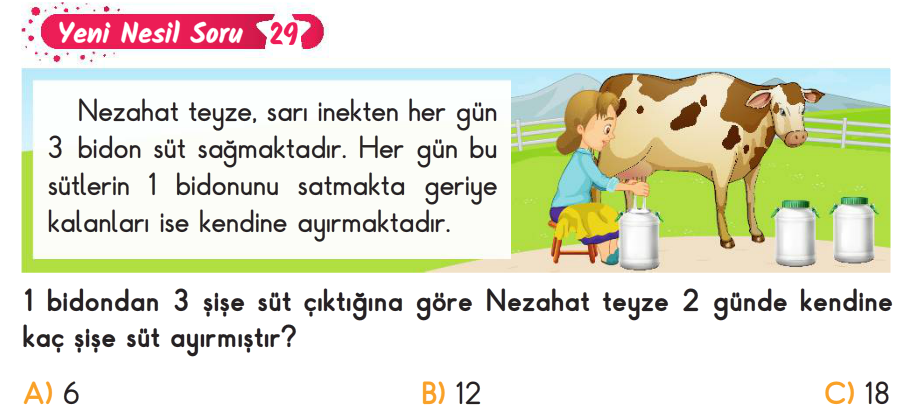 Yeni Nesil Soru 29
Nezahat teyze, sarı inekten her gün
3 bidon süt sağmaktadır. Her gün bu
sütlerin 1 bidonunu satmakta geriye
kalanları ise kendine ayırmaktadır.
1 bidondan 3 şişe süt çıktığına göre Nezahat teyze 2 günde kendine
kaç şişe süt ayırmıştır?
A) 6 B) 12 C) 18